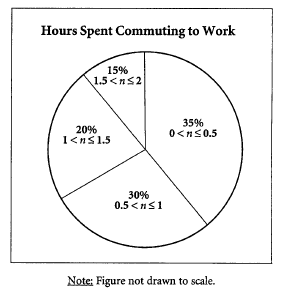 Hours Spent Commuting to Work
15%
1.5 < n ≤ 2
35%
0 < n ≤ 0.5
20%
1 < n ≤ 1.5
30%
0.5 < n ≤ 1
Note: Figure not drawn to scale.